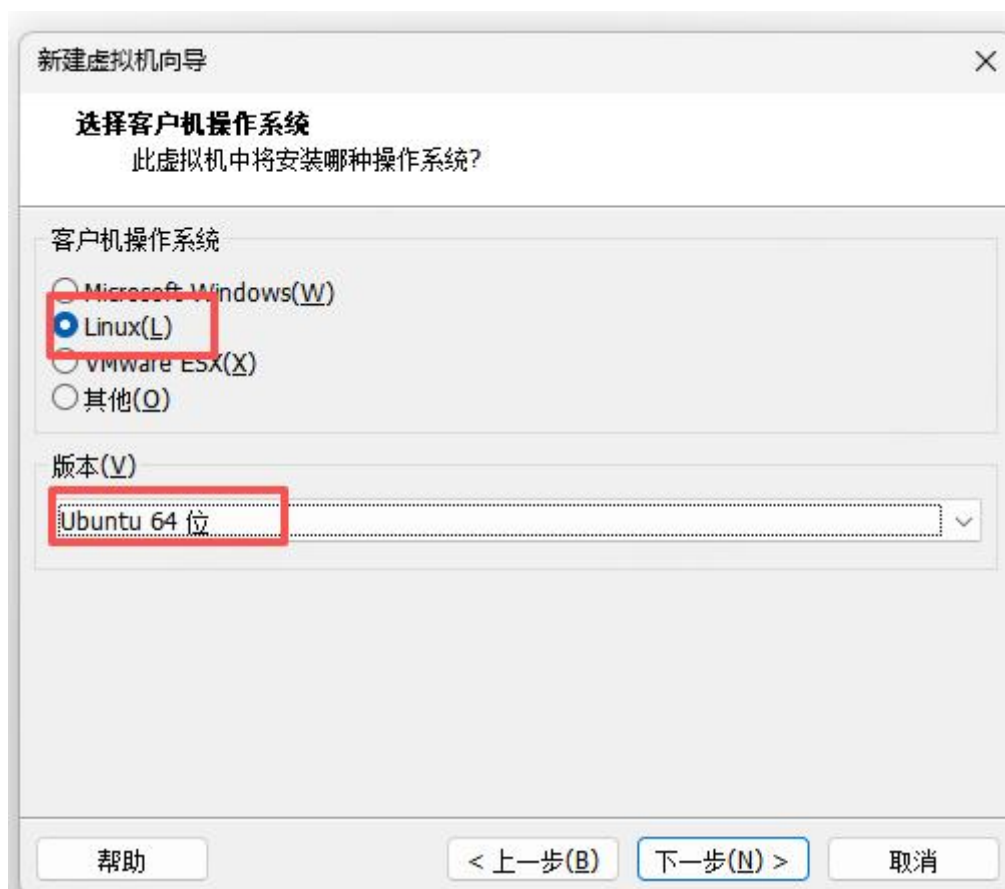 新建虚拟机向导
选择客户机操作系统
此虚拟机中将安装哪种操作系统?
客户机操作系统
Microsoft Windows(W)
Linux(L)
VMware ESX(X)
其他(O)
版本(V)
Ubuntu 64 位
帮助 < 上一步(B) 下一步(N) > 取消